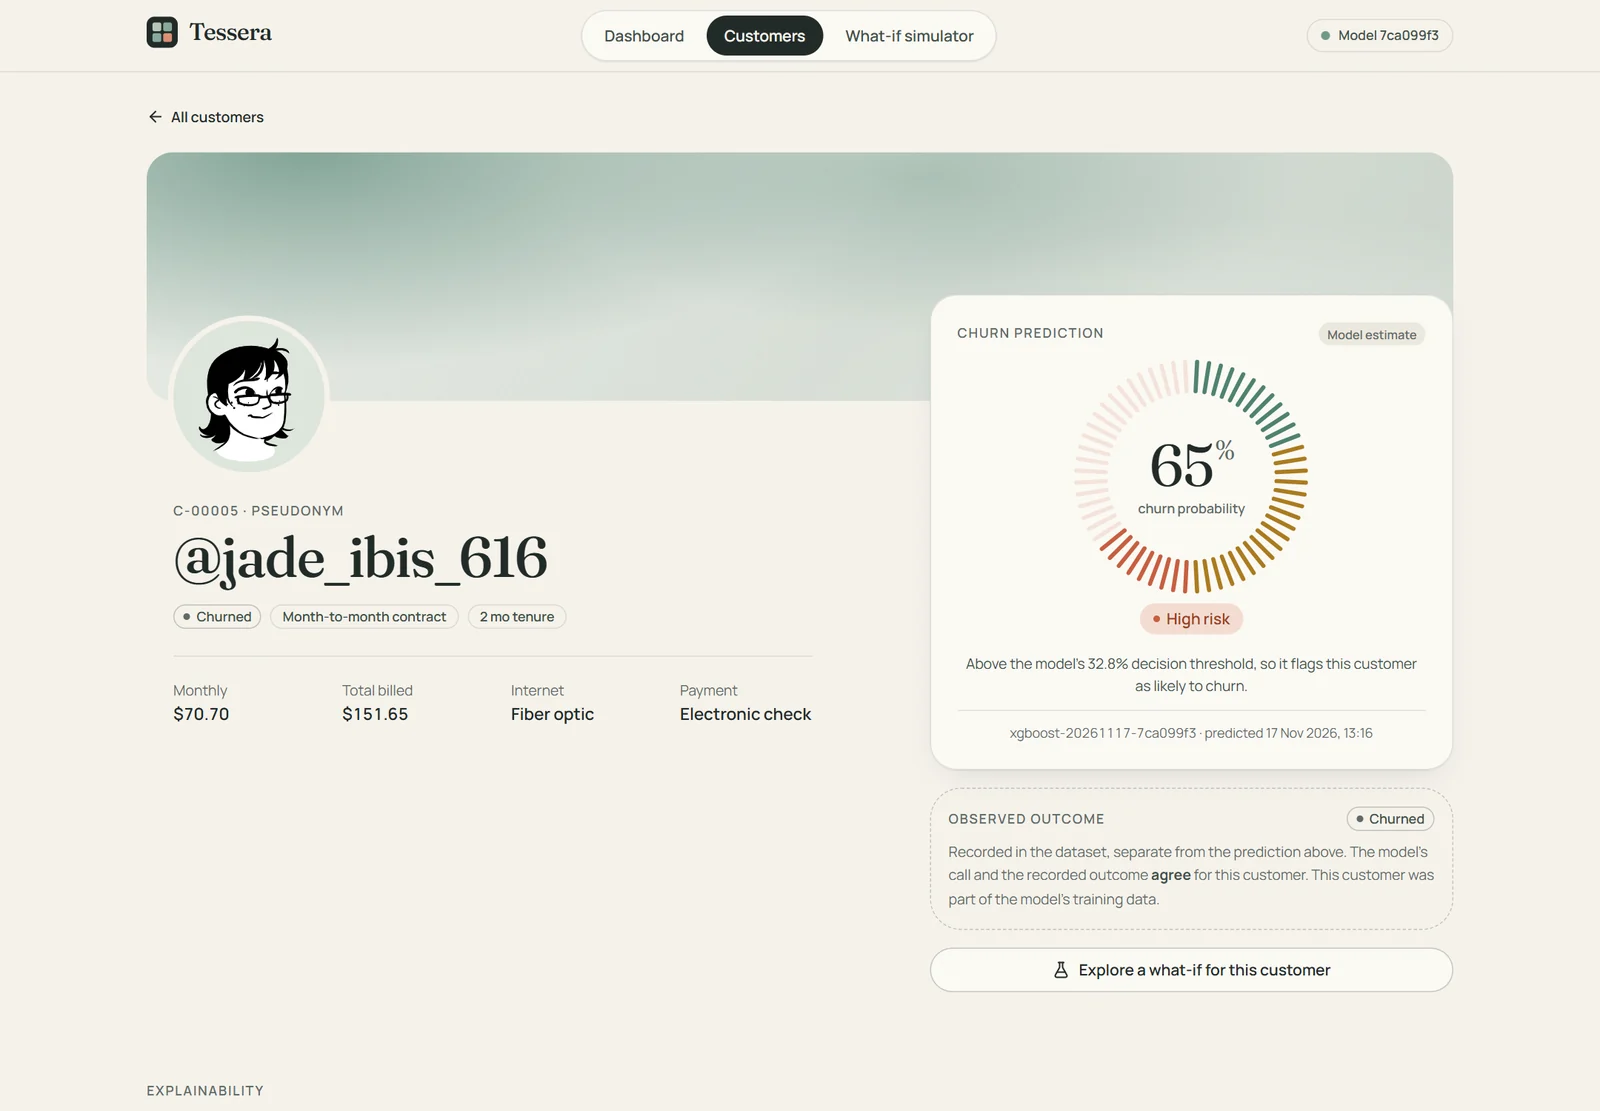 Tessera
Dashboard
Customers
What-if simulator
Model 7ca099f3
All customers
C-00005 · PSEUDONYM
@jade_ibis_616
Churned
Month-to-month contract
2 mo tenure
Monthly
$70.70
Total billed
$151.65
Internet
Fiber optic
Payment
Electronic check
CHURN PREDICTION
Model estimate
65%
churn probability
High risk
Above the model's 32.8% decision threshold, so it flags this customer
as likely to churn.
xgboost-20261117-7ca099f3 · predicted 17 Nov 2026, 13:16
OBSERVED OUTCOME
Churned
Recorded in the dataset, separate from the prediction above. The model's
call and the recorded outcome agree for this customer. This customer was
part of the model's training data.
Explore a what-if for this customer
EXPLAINABILITY